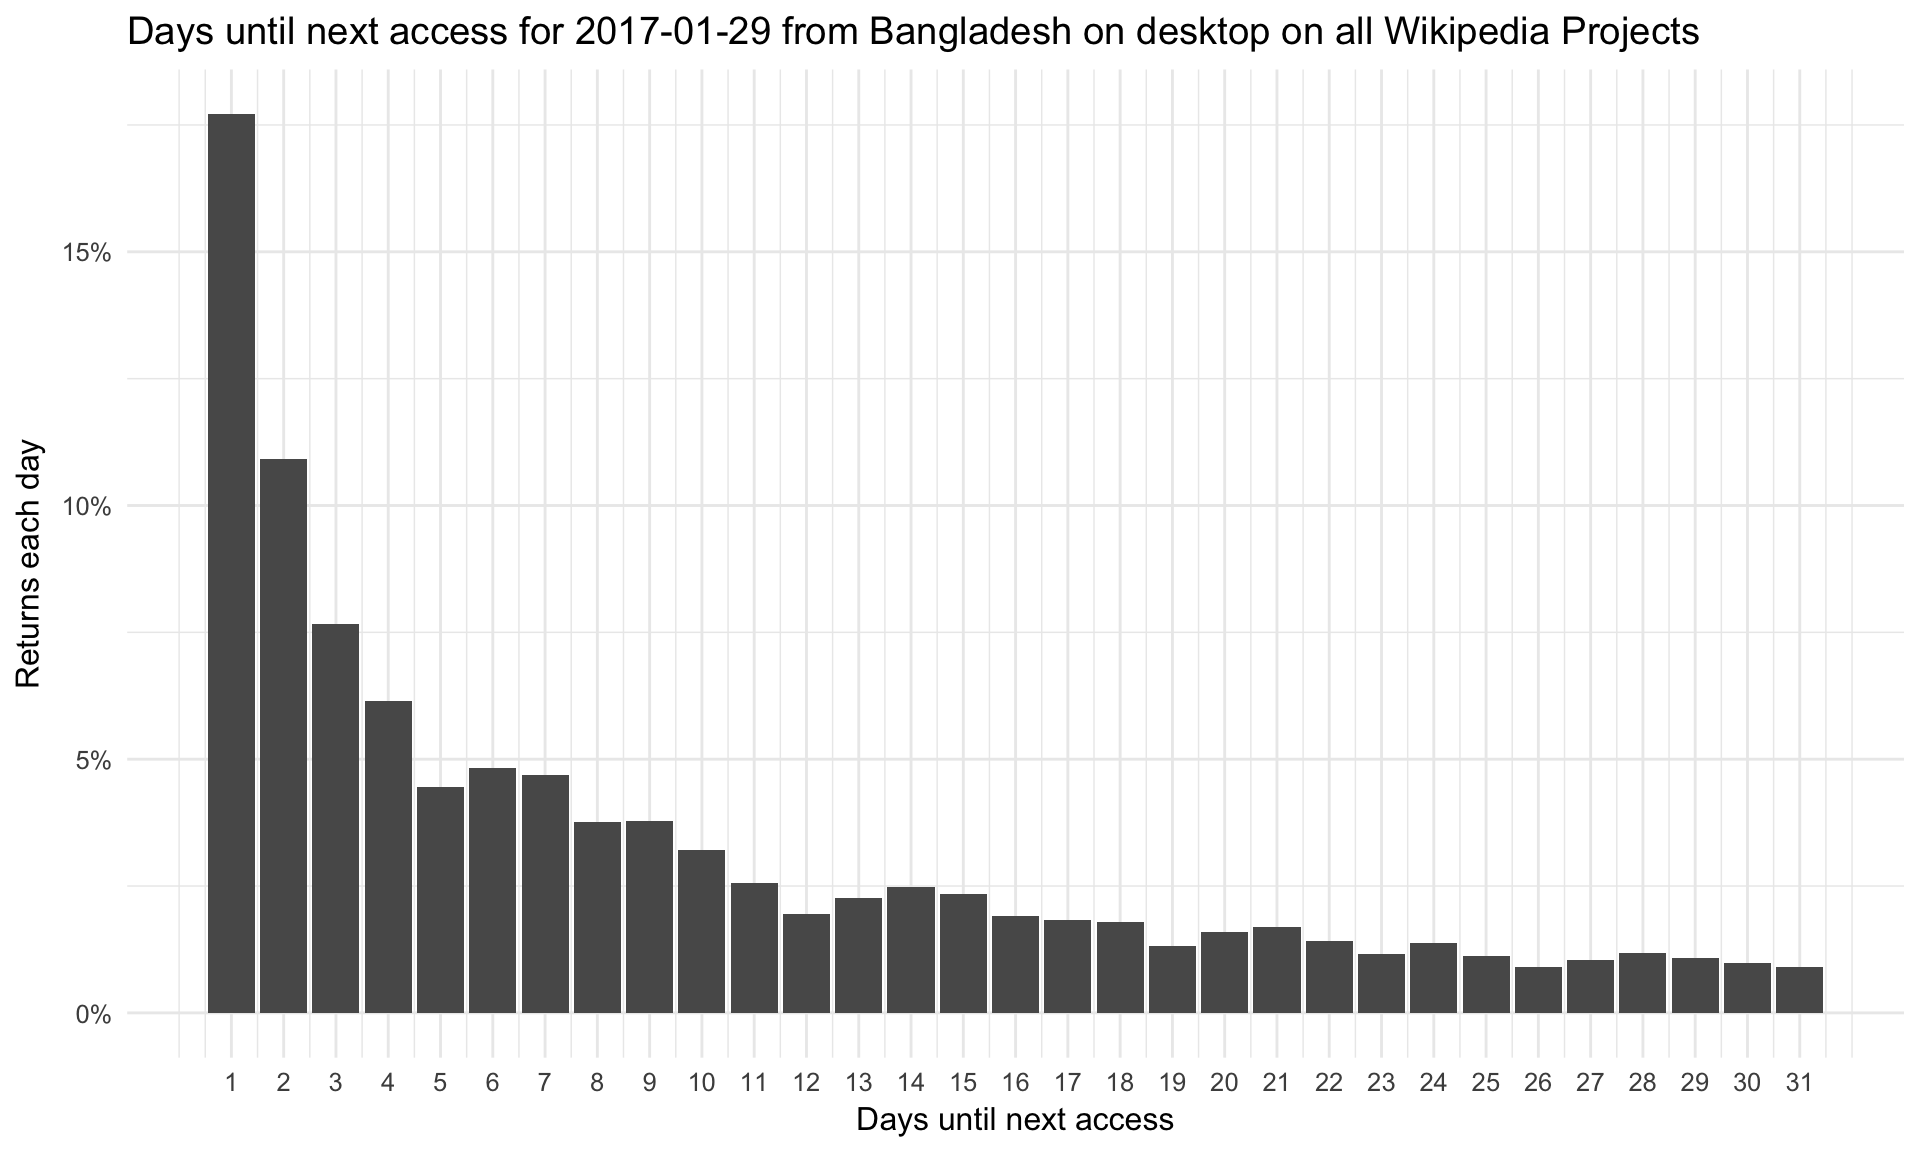 Days until next access for 2017-01-29 from Bangladesh on desktop on all Wikipedia Projects
Returns each day
15%
10%
5%
0%
1 2 3 4 5 6 7 8 9 10 11 12 13 14 15 16 17 18 19 20 21 22 23 24 25 26 27 28 29 30 31
Days until next access